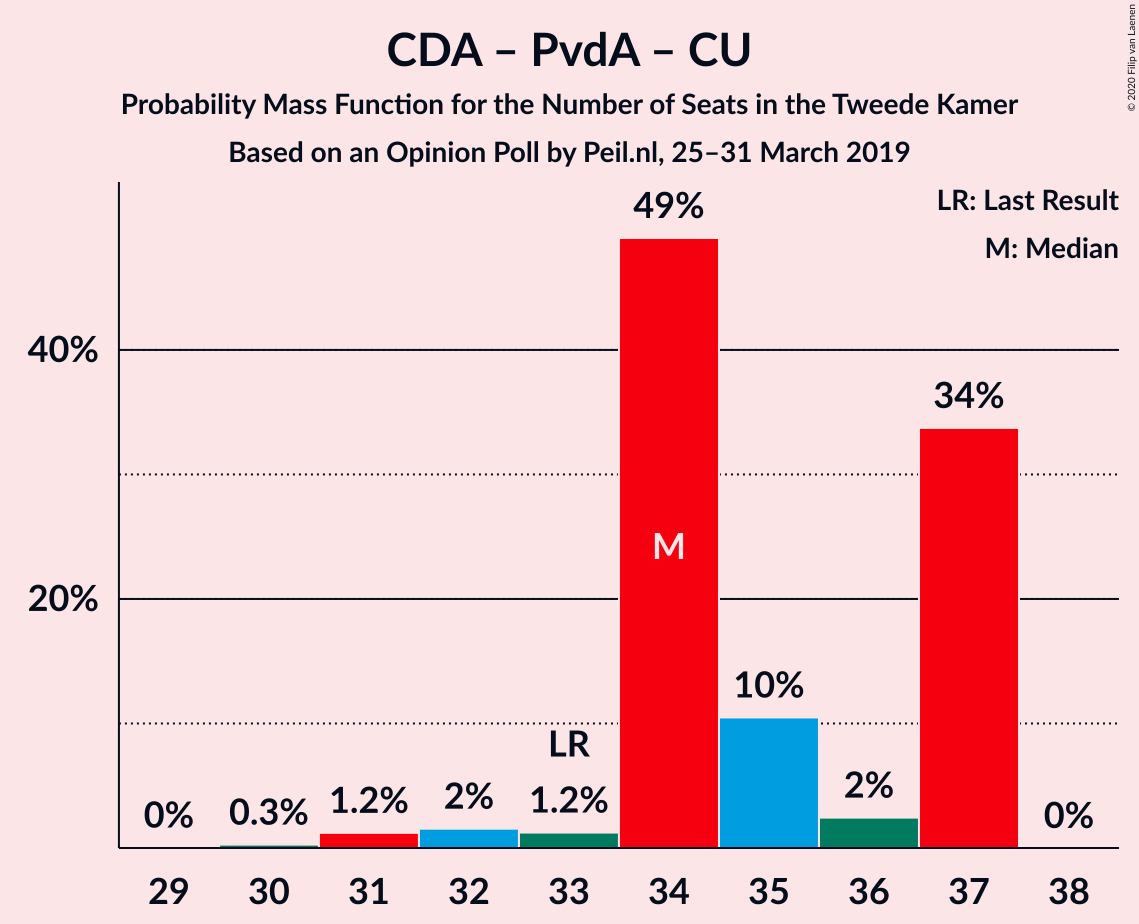 CDA – PvdA – CU
Probability Mass Function for the Number of Seats in the Tweede Kamer
Based on an Opinion Poll by Peil.nl, 25–31 March 2019
© 2020 Filip van Laenen
LR: Last Result
M: Median
49%
40%
34%
M
20%
10%
LR
0%
0.3%
1.2%
2%
1.2%
2%
0%
29
30
31
32
33
34
35
36
37
38